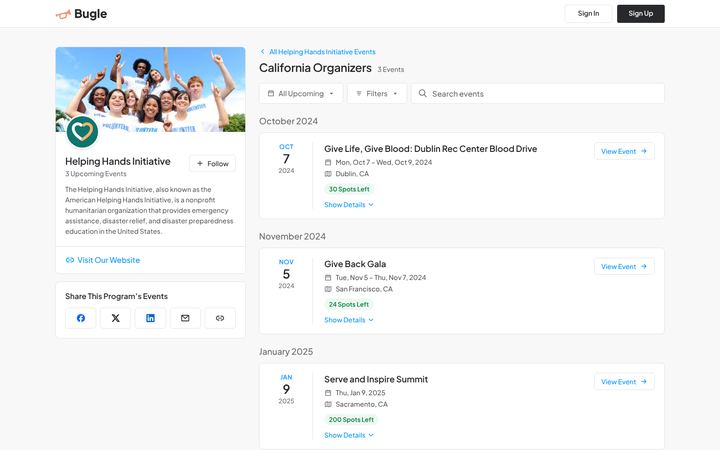 Bugle
Sign In
Sign Up
All Helping Hands Initiative Events
California Organizers 3 Events
All Upcoming
Filters
Search events
Helping Hands Initiative
Follow
3 Upcoming Events
The Helping Hands Initiative, also known as the
American Helping Hands Initiative, is a nonprofit
humanitarian organization that provides emergency
assistance, disaster relief, and disaster preparedness
education in the United States.
Visit Our Website
Share This Program's Events
October 2024
OCT
7
2024
Give Life, Give Blood: Dublin Rec Center Blood Drive
Mon, Oct 7 – Wed, Oct 9, 2024
Dublin, CA
30 Spots Left
Show Details
View Event
November 2024
NOV
5
2024
Give Back Gala
Tue, Nov 5 – Thu, Nov 7, 2024
San Francisco, CA
24 Spots Left
Show Details
View Event
January 2025
JAN
9
2025
Serve and Inspire Summit
Thu, Jan 9, 2025
Sacramento, CA
200 Spots Left
Show Details
View Event